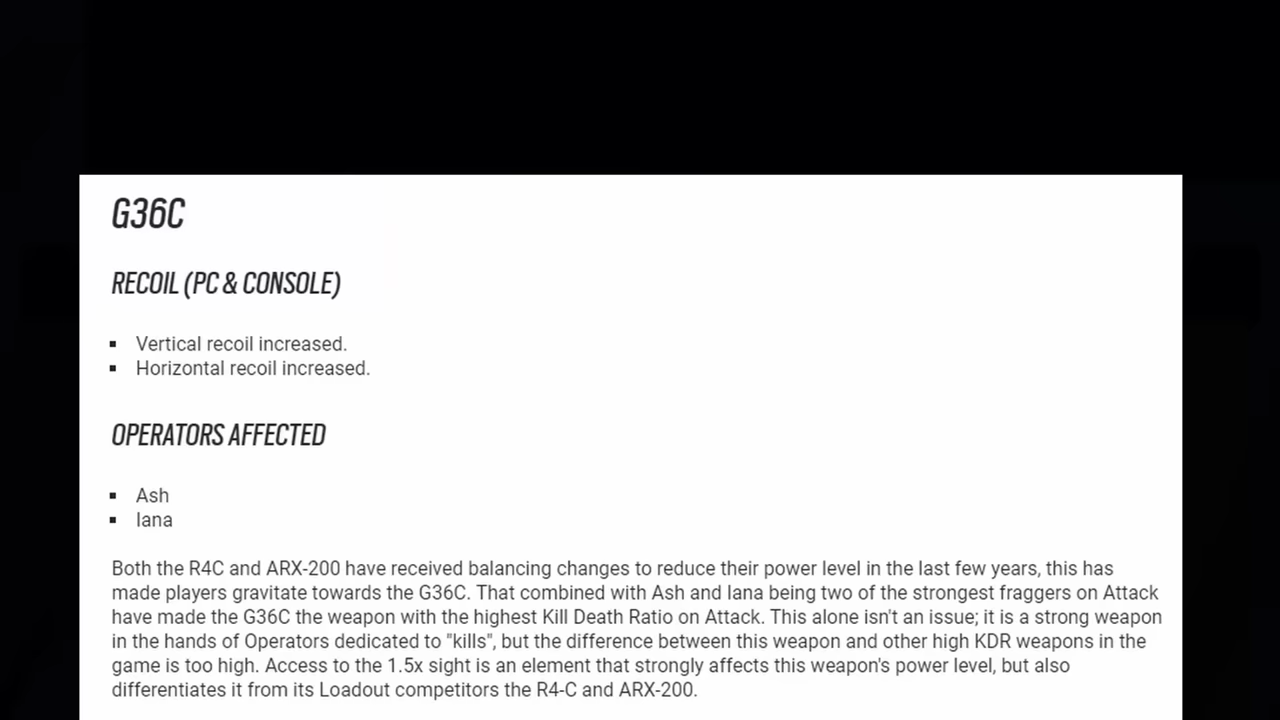 G36C
RECOIL (PC & CONSOLE)
▪ Vertical recoil increased.
▪ Horizontal recoil increased.
OPERATORS AFFECTED
▪ Ash
▪ Iana
Both the R4C and ARX-200 have received balancing changes to reduce their power level in the last few years, this has
made players gravitate towards the G36C. That combined with Ash and Iana being two of the strongest fraggers on Attack
have made the G36C the weapon with the highest Kill Death Ratio on Attack. This alone isn't an issue; it is a strong weapon
in the hands of Operators dedicated to "kills", but the difference between this weapon and other high KDR weapons in the
game is too high. Access to the 1.5x sight is an element that strongly affects this weapon's power level, but also
differentiates it from its Loadout competitors the R4-C and ARX-200.